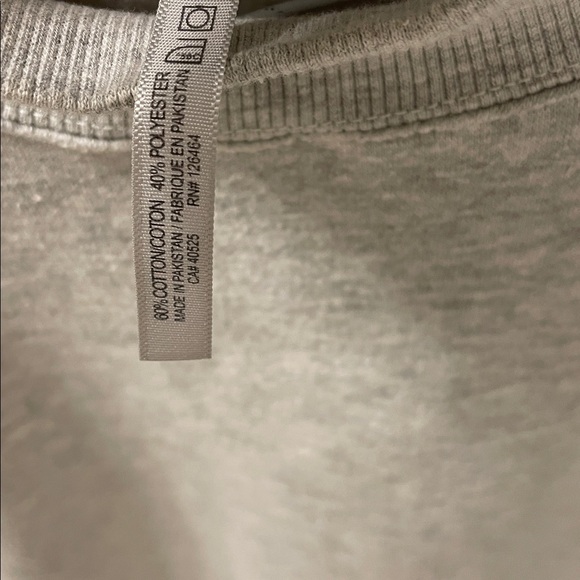 60% COTTON/COTON 40% POLYESTER
MADE IN PAKISTAN / FABRIQUE EN PAKISTAN
CA# 40525 RN# 126464